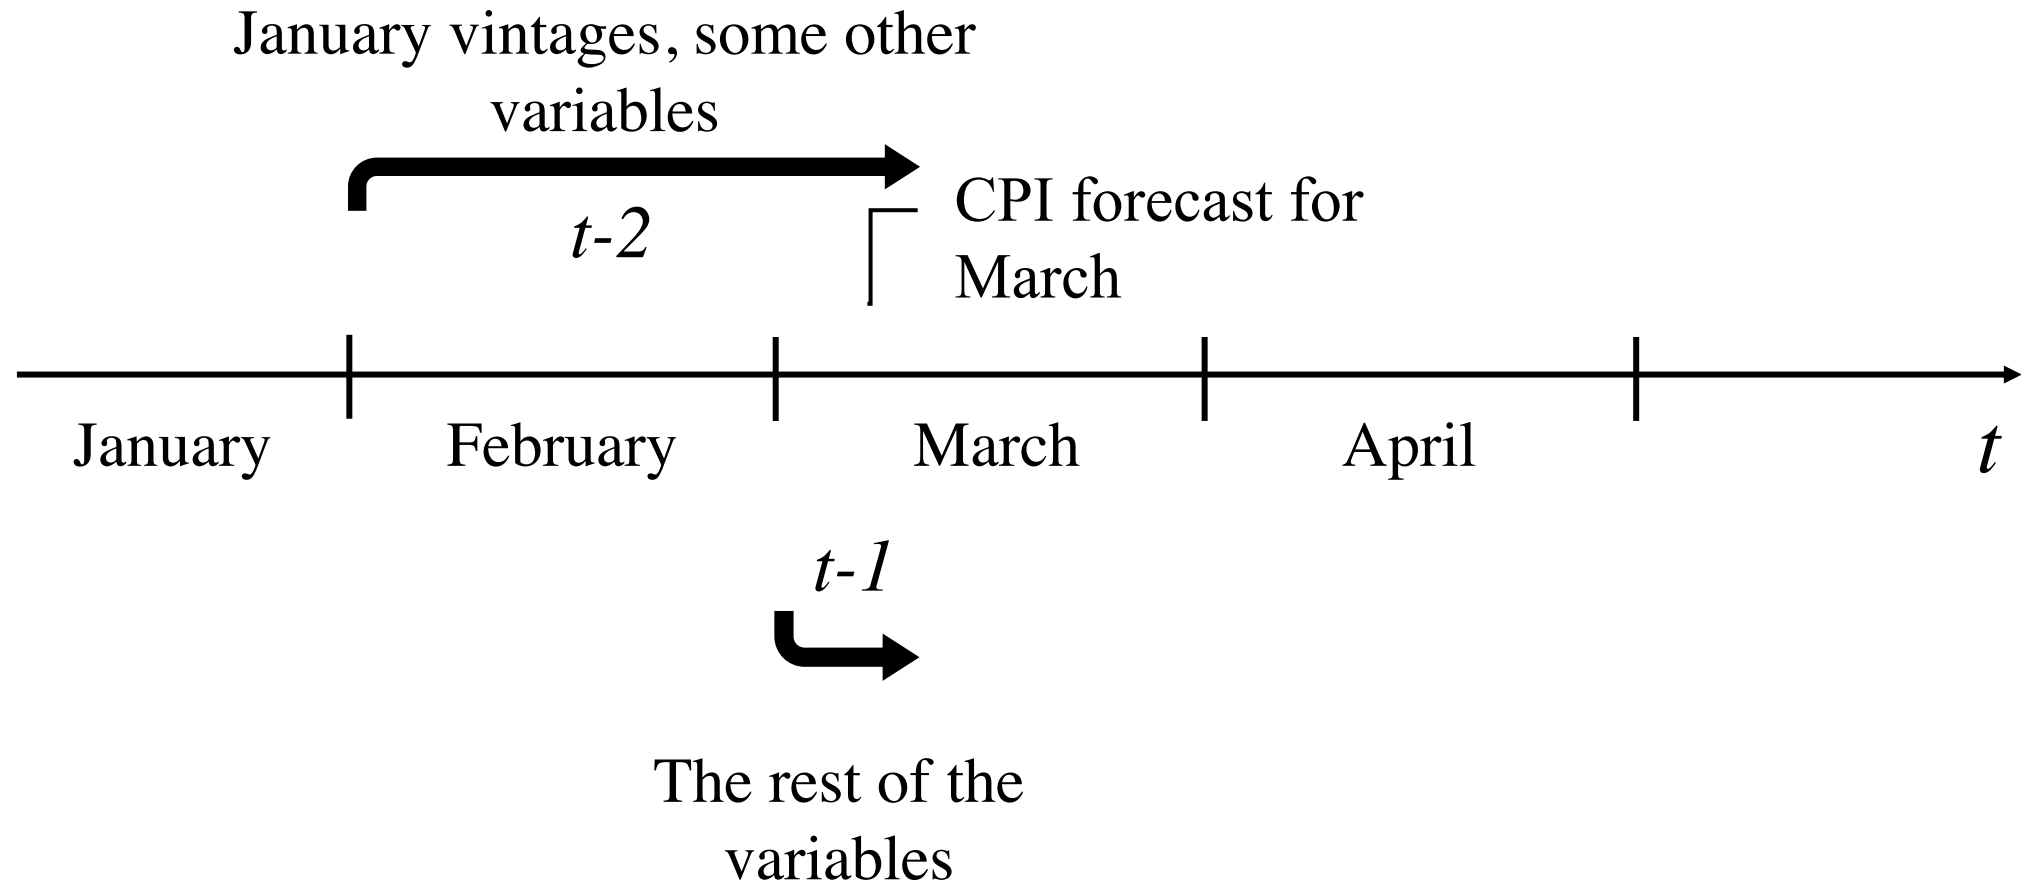 January vintages, some other
variables
t-2
CPI forecast for
March
January
February
March
April
t
t-1
The rest of the
variables